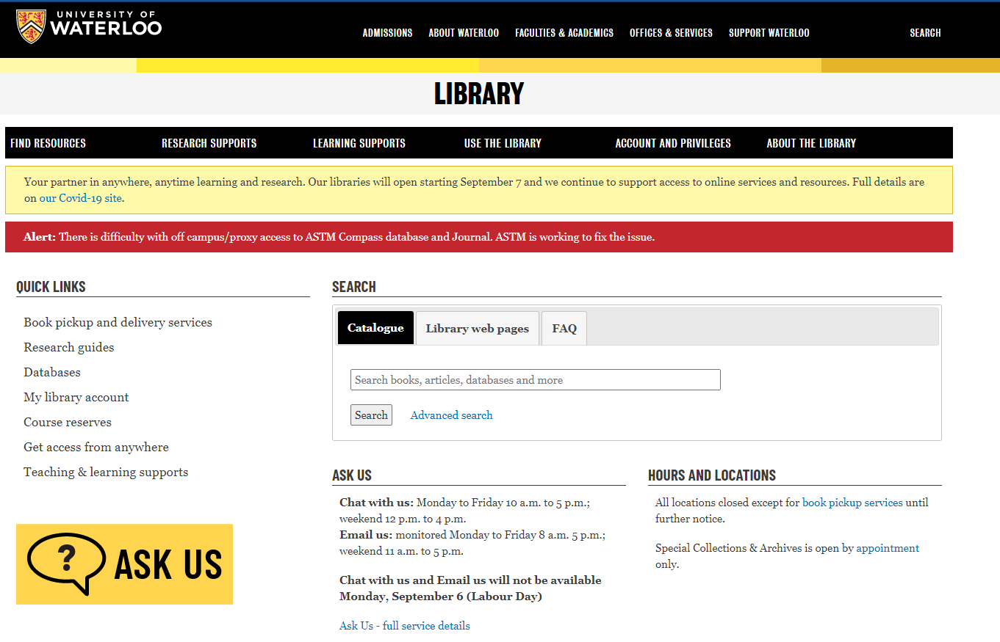 UNIVERSITY OF
WATERLOO
ADMISSIONS ABOUT WATERLOO FACULTIES & ACADEMICS OFFICES & SERVICES SUPPORT WATERLOO SEARCH
LIBRARY
FIND RESOURCES RESEARCH SUPPORTS LEARNING SUPPORTS USE THE LIBRARY ACCOUNT AND PRIVILEGES ABOUT THE LIBRARY
Your partner in anywhere, anytime learning and research. Our libraries will open starting September 7 and we continue to support access to online services and resources. Full details are
on our Covid-19 site.
Alert: There is difficulty with off campus/proxy access to ASTM Compass database and Journal. ASTM is working to fix the issue.
QUICK LINKS
Book pickup and delivery services
Research guides
Databases
My library account
Course reserves
Get access from anywhere
Teaching & learning supports
? ASK US
SEARCH
Catalogue Library web pages FAQ
Search books, articles, databases and more
Search Advanced search
ASK US
Chat with us: Monday to Friday 10 a.m. to 5 p.m.;
weekend 12 p.m. to 4 p.m.
Email us: monitored Monday to Friday 8 a.m. 5 p.m.;
weekend 11 a.m. to 5 p.m.
Chat with us and Email us will not be available
Monday, September 6 (Labour Day)
Ask Us - full service details
HOURS AND LOCATIONS
All locations closed except for book pickup services until
further notice.
Special Collections & Archives is open by appointment
only.